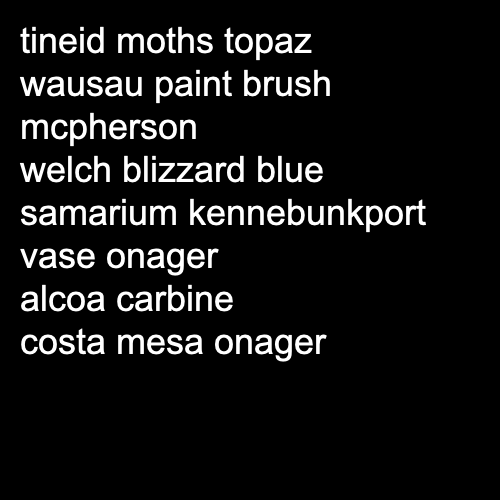 tineid moths topaz
wausau paint brush
mcpherson
welch blizzard blue
samarium kennebunkport
vase onager
alcoa carbine
costa mesa onager